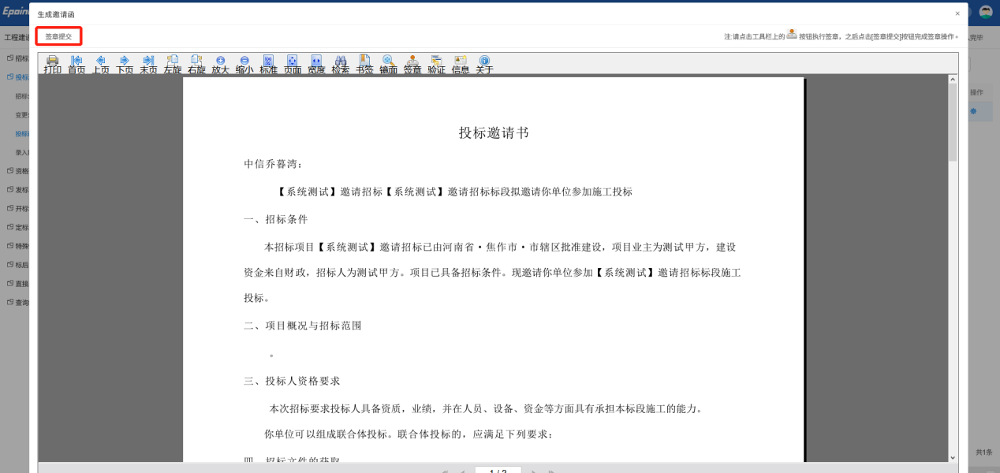 生成邀请函
×
签章提交
注:请点击工具栏上的 按钮执行签章，之后点击[签章提交]按钮完成签章操作。
完毕
工程建设
招标
投标
招标
变更
投标
录入
资格
发标
开标
定标
特殊
标后
直接
查询
打印 首页 上页 下页 末页 左旋 右旋 放大 缩小 标准 页面 宽度 检索 书签 镜面 签章 验证 信息 关于
操作
投标邀请书
中信乔暮湾：
【系统测试】邀请招标【系统测试】邀请招标标段拟邀请你单位参加施工投标
一、招标条件
本招标项目【系统测试】邀请招标已由河南省·焦作市·市辖区批准建设，项目业主为测试甲方，建设
资金来自财政，招标人为测试甲方。项目已具备招标条件。现邀请你单位参加【系统测试】邀请招标标段施工
投标。
二、项目概况与招标范围
。
三、投标人资格要求
本次招标要求投标人具备资质，业绩，并在人员、设备、资金等方面具有承担本标段施工的能力。
你单位可以组成联合体投标。联合体投标的，应满足下列要求：
四、招标文件的获取
共1条
1 / 2